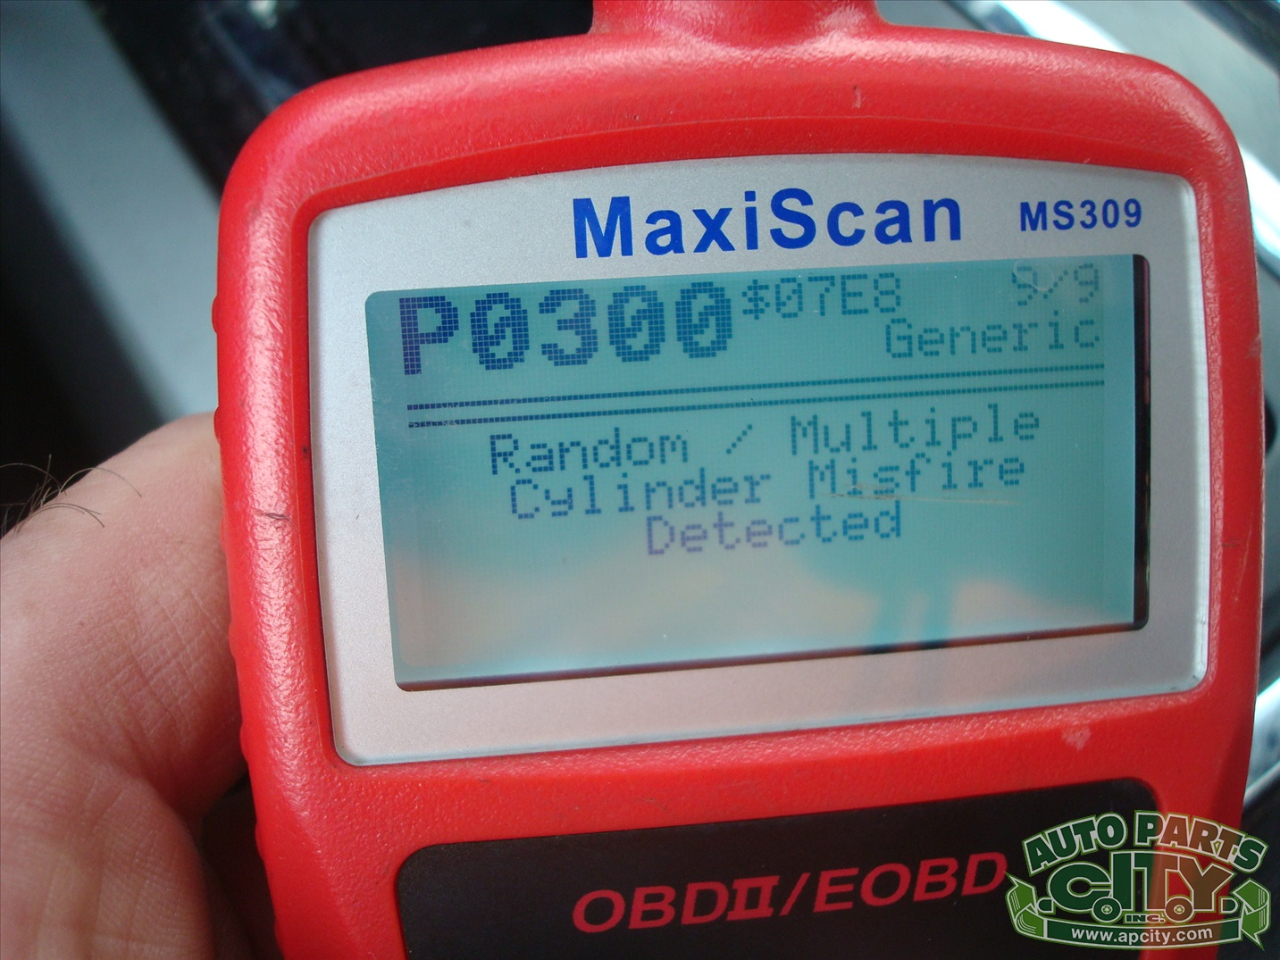 MaxiScan MS309
P0300 $07E8 9/9
Generic
Random / Multiple
Cylinder Misfire
Detected
OBDII/EOBD
AUTO PARTS
C.I.T.Y.
INC.
www.apcity.com